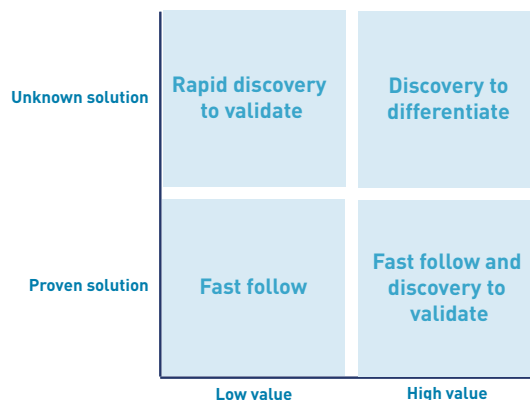 Unknown solution
Rapid discovery
to validate
Discovery to
differentiate
Proven solution
Fast follow
Fast follow and
discovery to
validate
Low value
High value